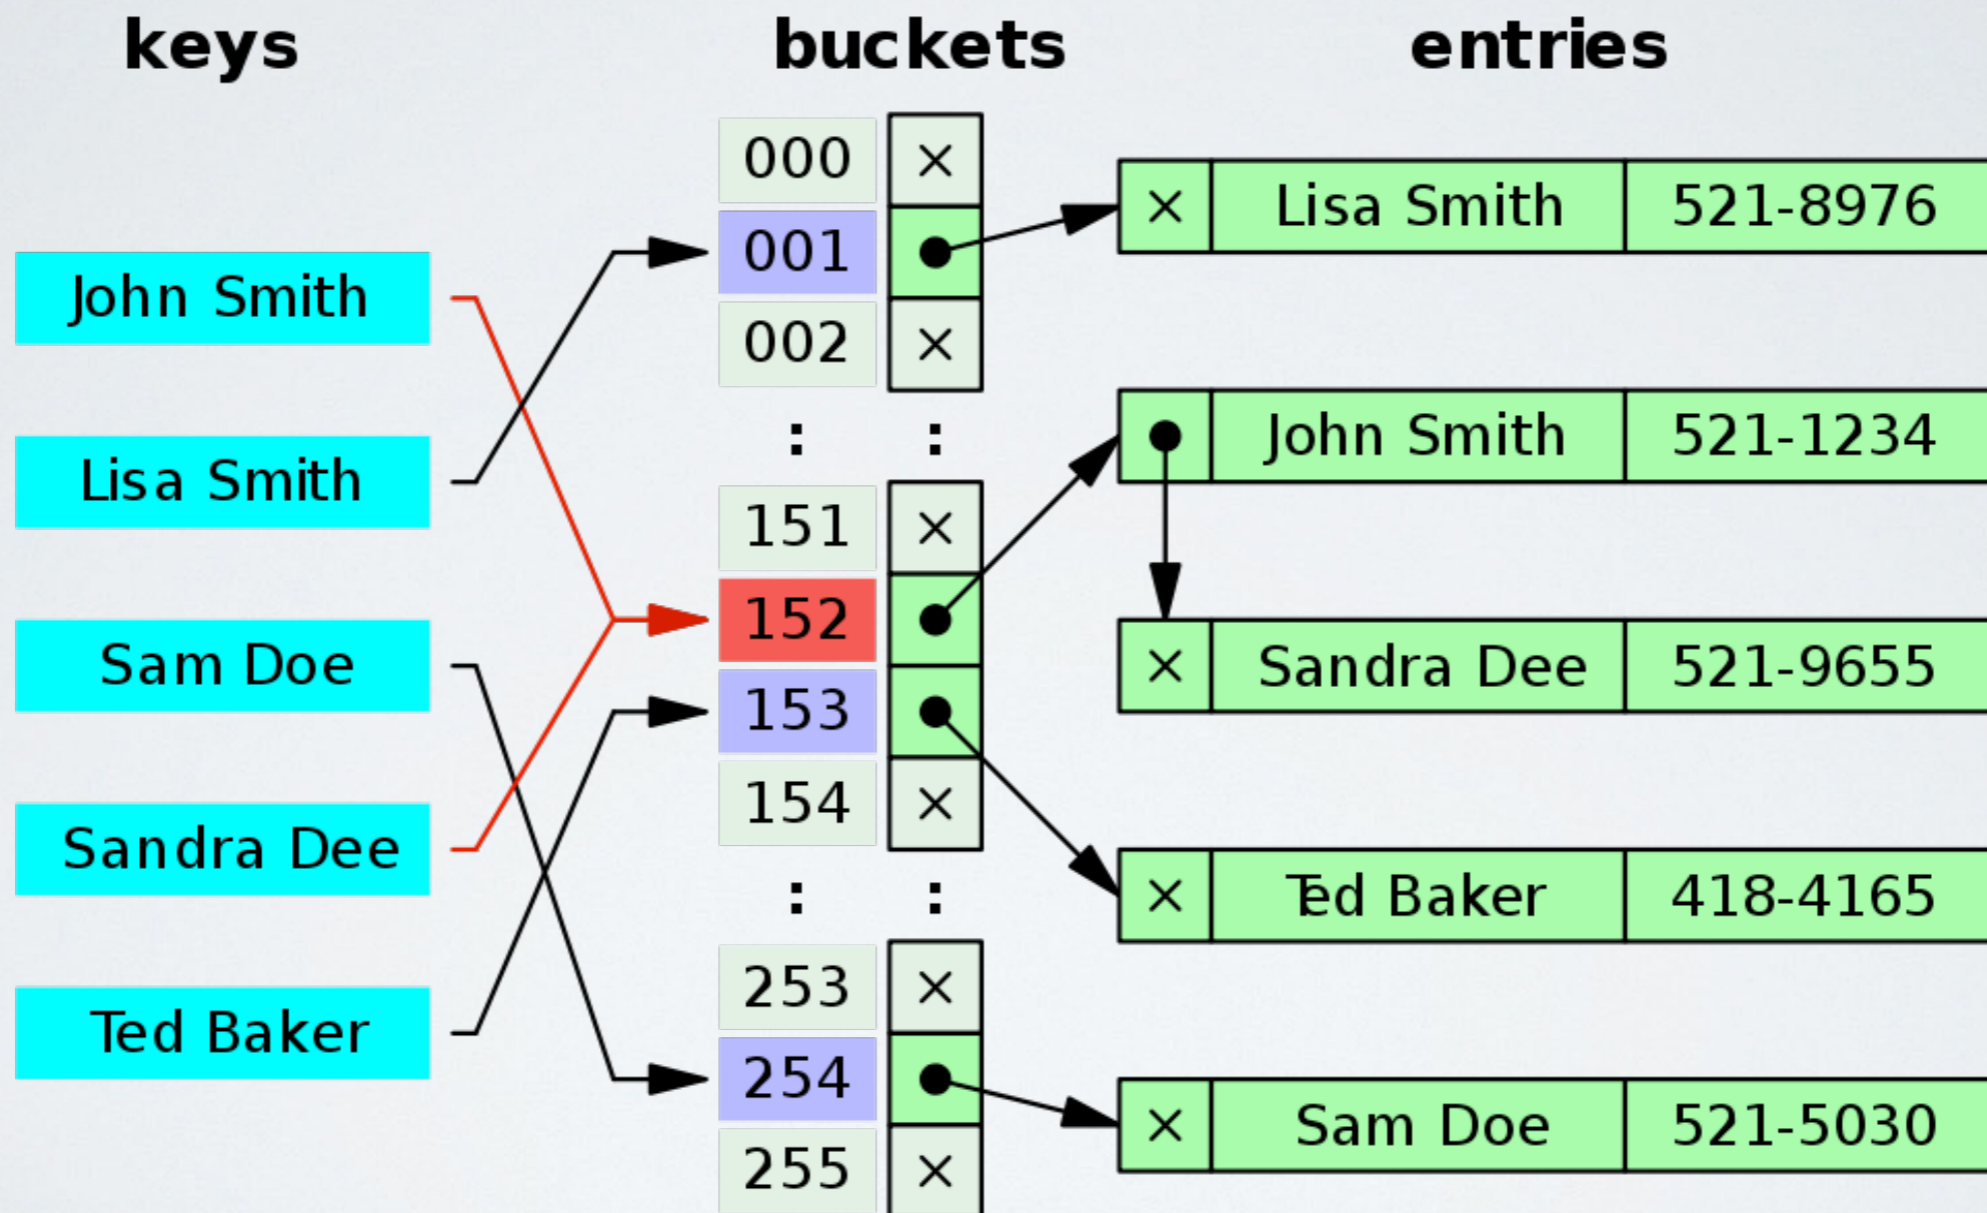 keys
buckets
entries
John Smith
Lisa Smith
Sam Doe
Sandra Dee
Ted Baker
000 ×
001
002 ×
: :
151 ×
152
153
154 ×
: :
253 ×
254
255 ×
× Lisa Smith 521-8976
John Smith 521-1234
× Sandra Dee 521-9655
× Ted Baker 418-4165
× Sam Doe 521-5030